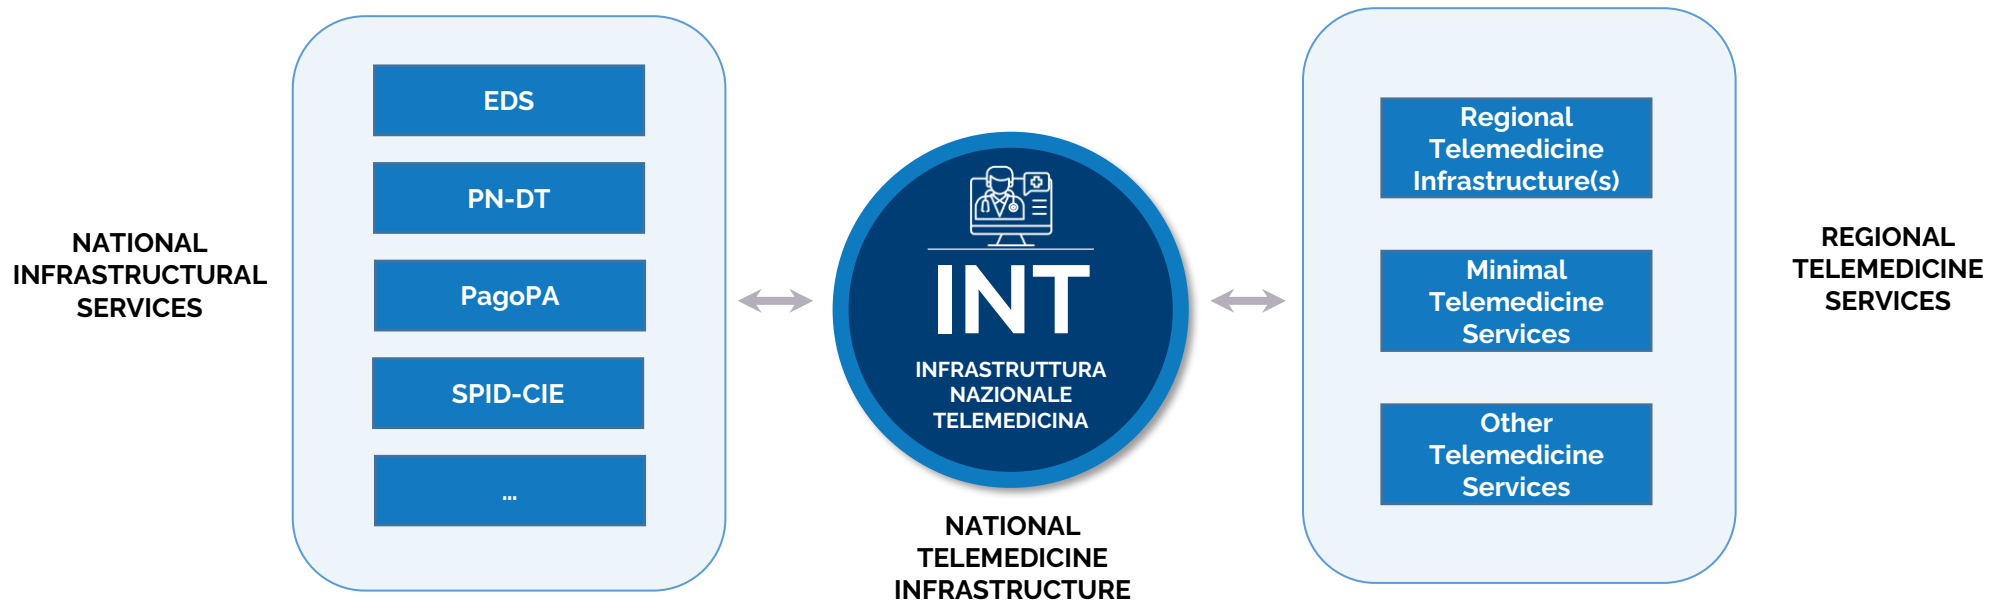 NATIONAL
INFRASTRUCTURAL
SERVICES
EDS
PN-DT
PagoPA
SPID-CIE
...
INT
INFRASTRUTTURA
NAZIONALE
TELEMEDICINA
NATIONAL
TELEMEDICINE
INFRASTRUCTURE
Regional
Telemedicine
Infrastructure(s)
Minimal
Telemedicine
Services
Other
Telemedicine
Services
REGIONAL
TELEMEDICINE
SERVICES